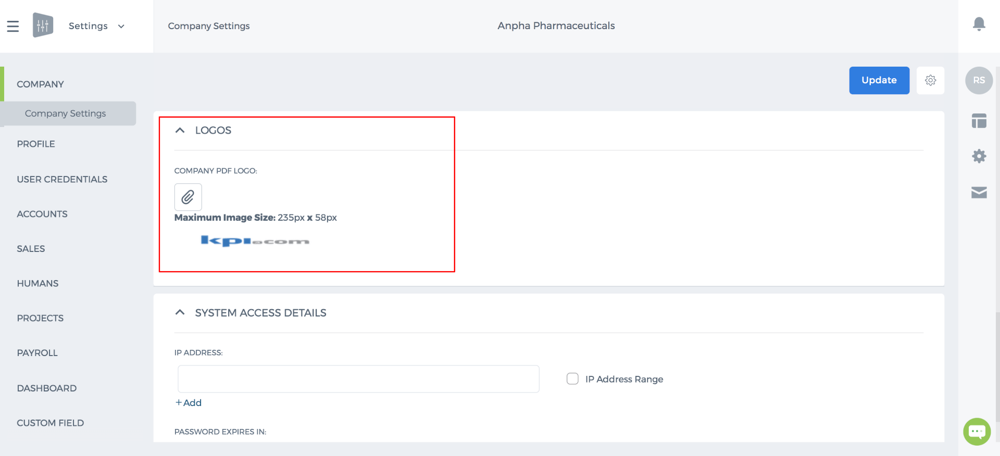 Settings
Company Settings
Anpha Pharmaceuticals
COMPANY
Company Settings
PROFILE
USER CREDENTIALS
ACCOUNTS
SALES
HUMANS
PROJECTS
PAYROLL
DASHBOARD
CUSTOM FIELD
Update
RS
LOGOS
COMPANY PDF LOGO:
Maximum Image Size: 235px x 58px
kpi.com
SYSTEM ACCESS DETAILS
IP ADDRESS:
IP Address Range
+Add
PASSWORD EXPIRES IN: